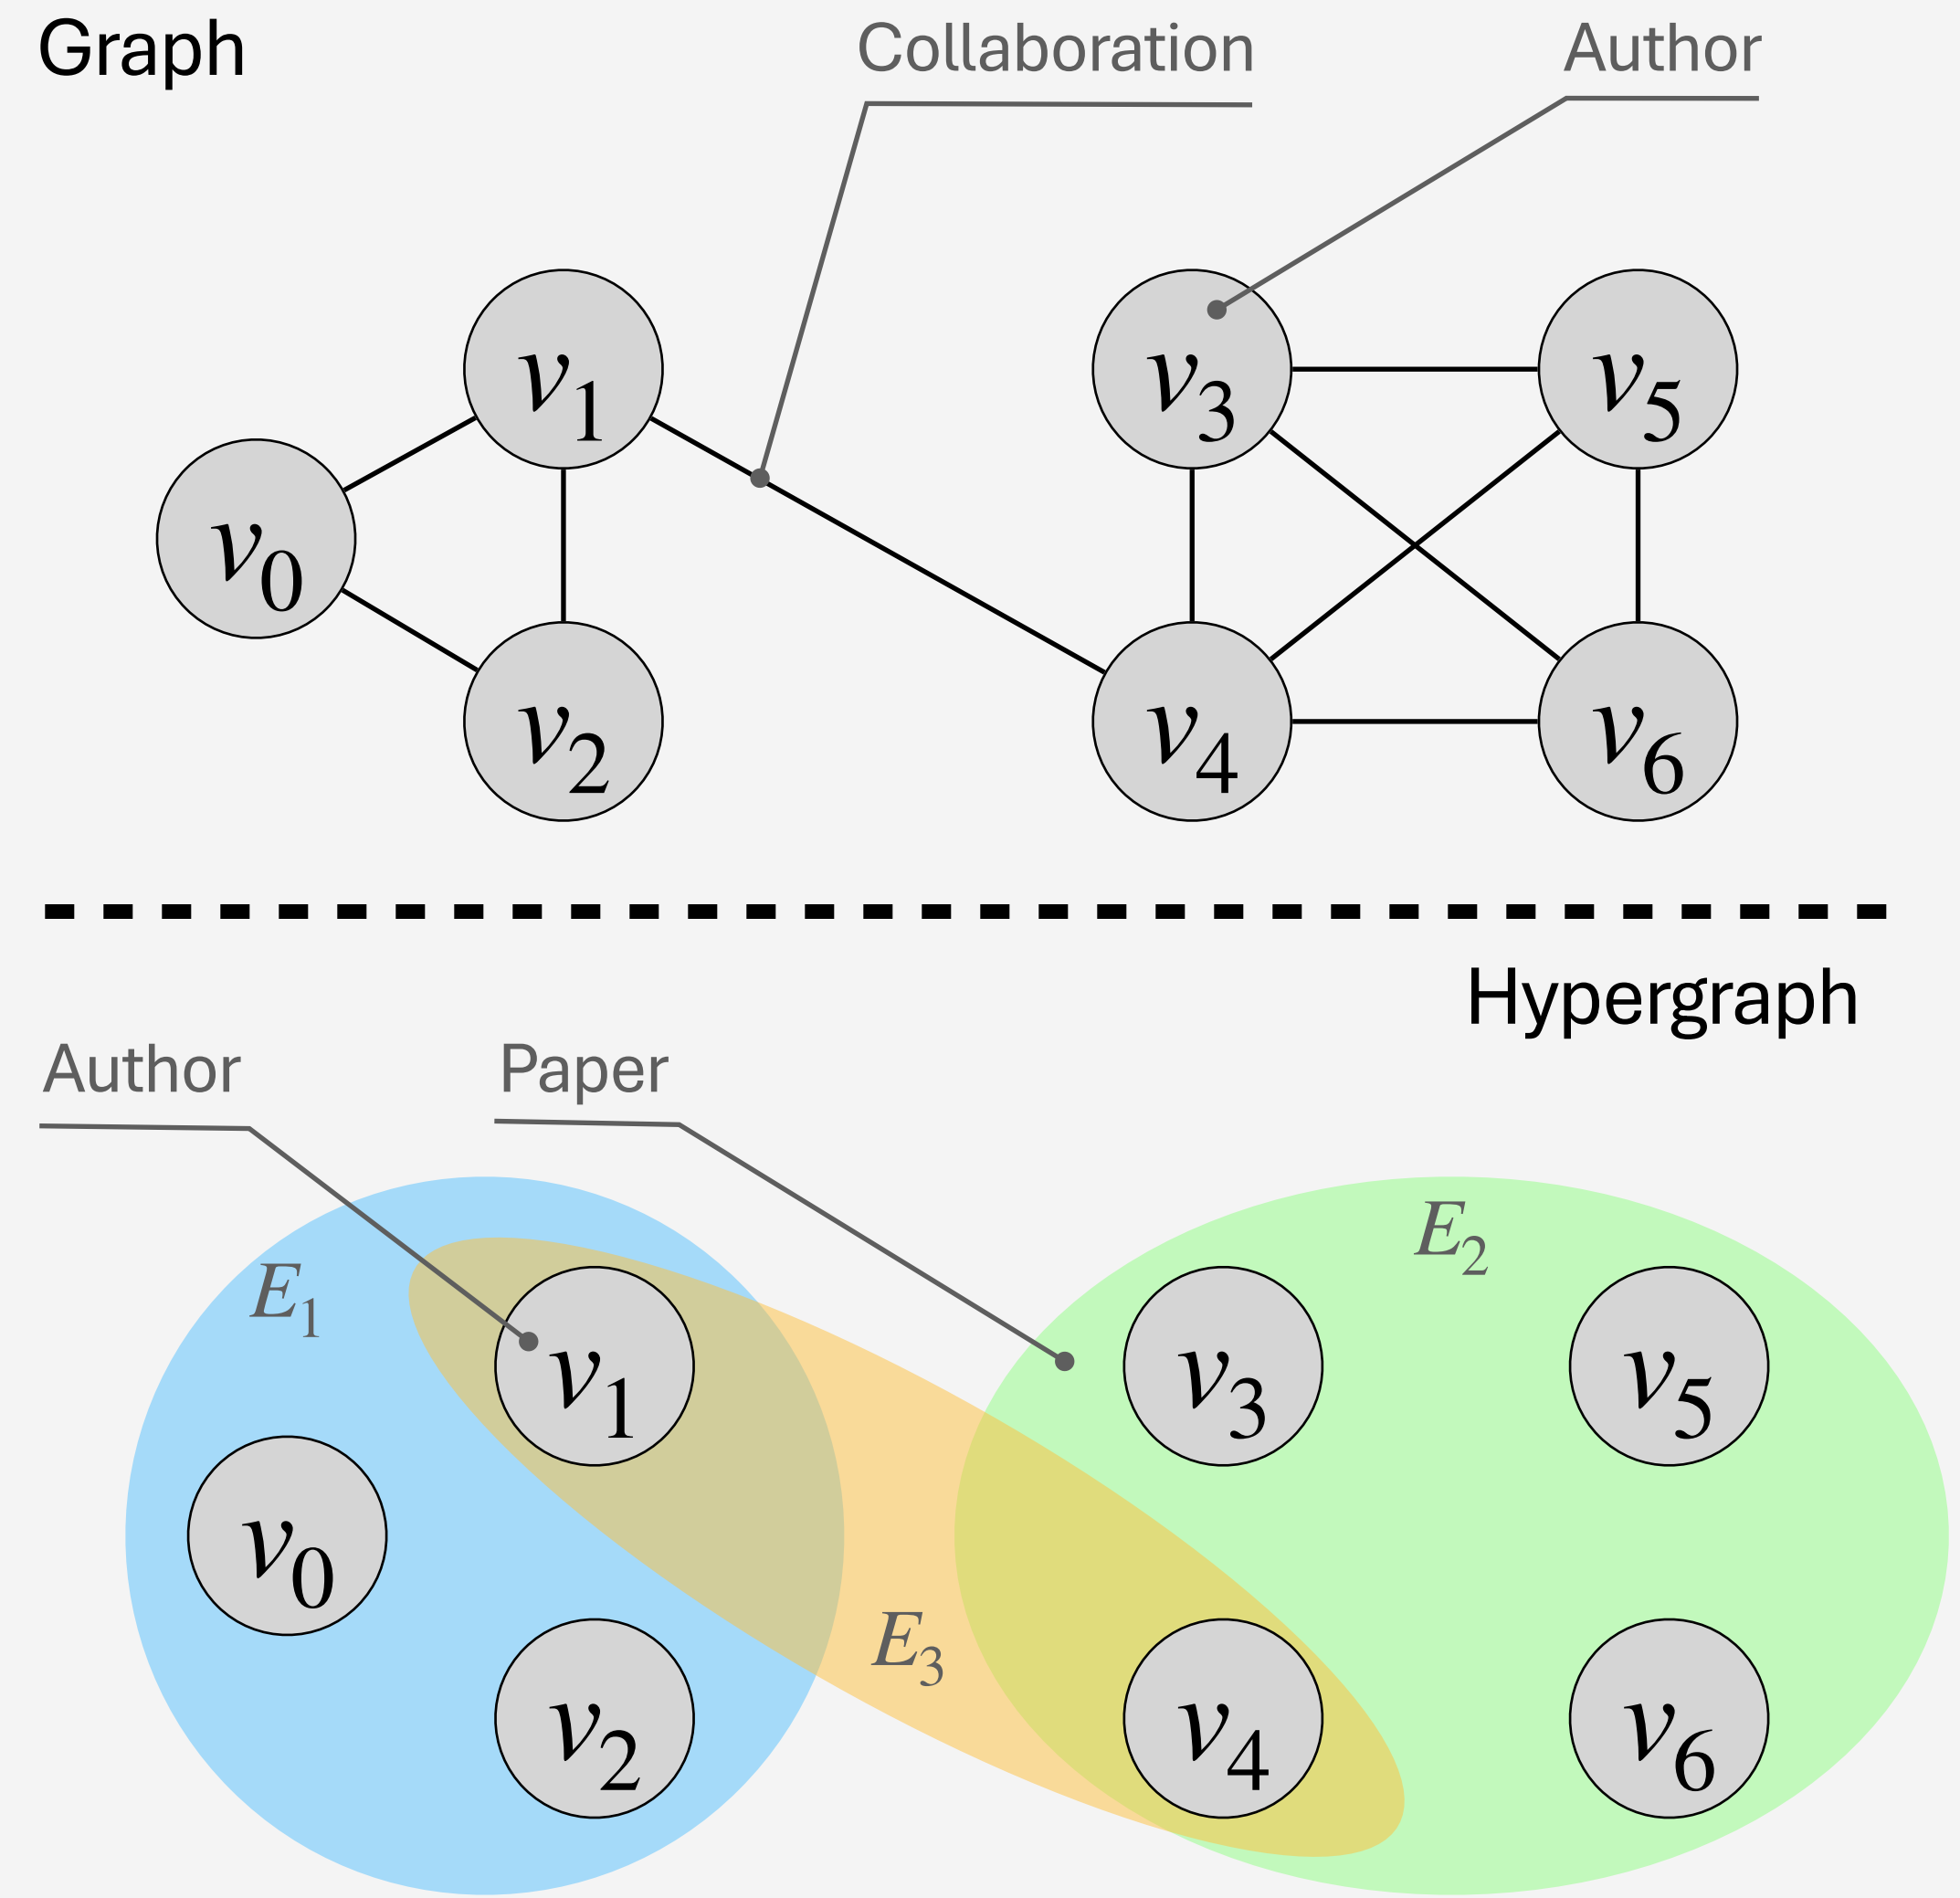 Graph
Collaboration
Author
v1
v3
v5
v0
v2
v4
v6
Hypergraph
Author
Paper
E1
E2
v1
v3
v5
v0
E3
v2
v4
v6